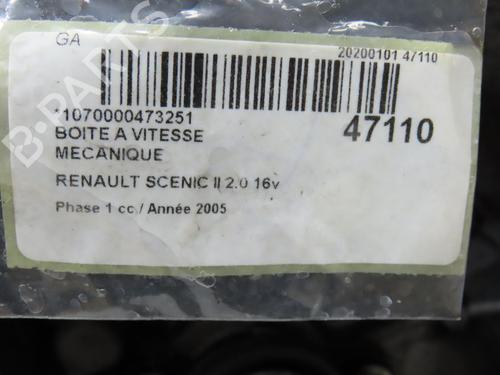 GA
20200101 47110
11070000473251
47110
BOITE A VITESSE
MECANIQUE
RENAULT SCENIC II 2.0 16v
Phase 1 cc / Année 2005
B-PARTS